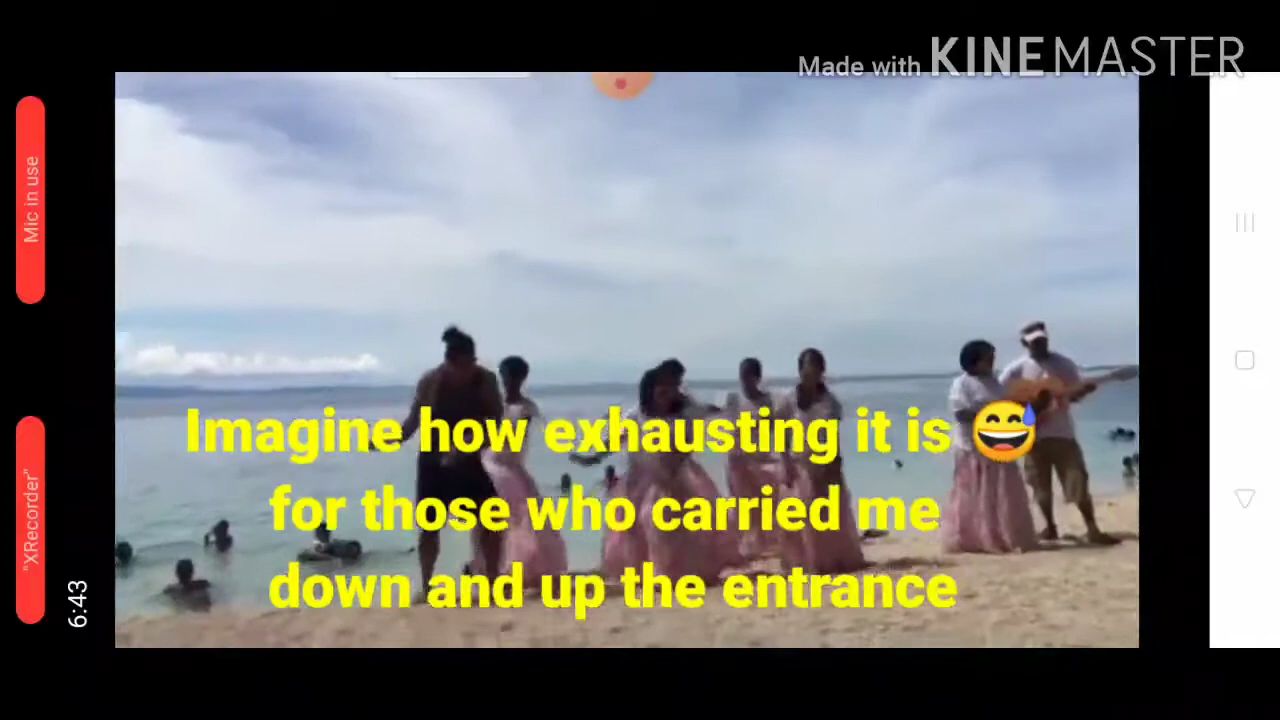 Made with KINEMASTER
Mic in use
"XRecorder"
6:43
Imagine how exhausting it is 😅
for those who carried me
down and up the entrance